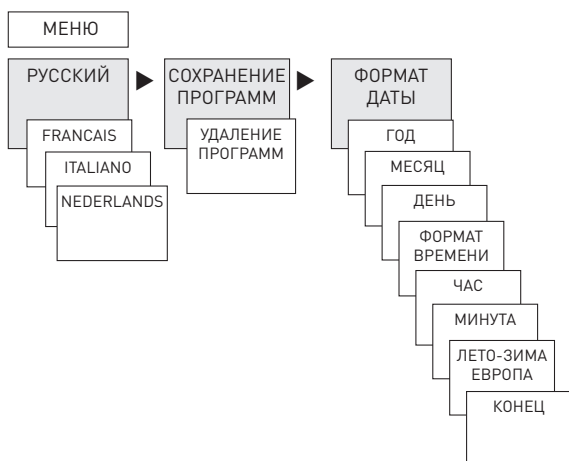 МЕНЮ
РУССКИЙ
FRANCAIS
ITALIANO
NEDERLANDS
СОХРАНЕНИЕ
ПРОГРАММ
УДАЛЕНИЕ
ПРОГРАММ
ФОРМАТ
ДАТЫ
ГОД
МЕСЯЦ
ДЕНЬ
ФОРМАТ
ВРЕМЕНИ
ЧАС
МИНУТА
ЛЕТО-ЗИМА
ЕВРОПА
КОНЕЦ